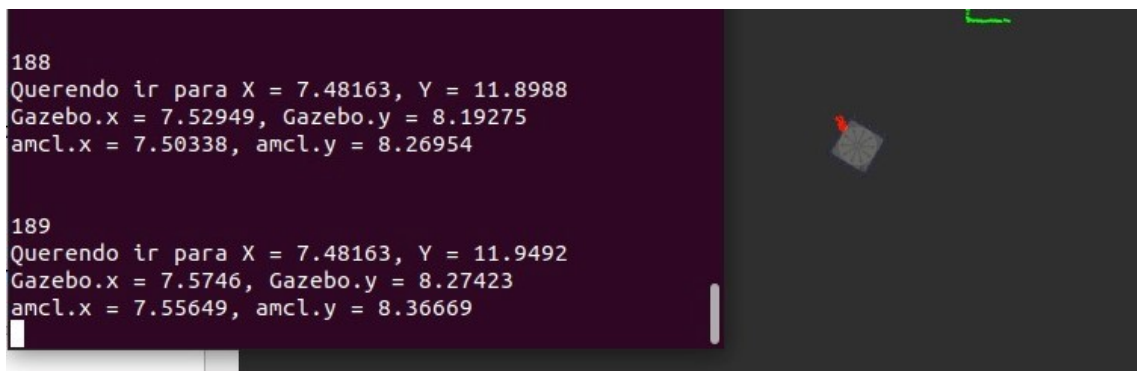 188
Querendo ir para X = 7.48163, Y = 11.8988
Gazebo.x = 7.52949, Gazebo.y = 8.19275
amcl.x = 7.50338, amcl.y = 8.26954
189
Querendo ir para X = 7.48163, Y = 11.9492
Gazebo.x = 7.5746, Gazebo.y = 8.27423
amcl.x = 7.55649, amcl.y = 8.36669